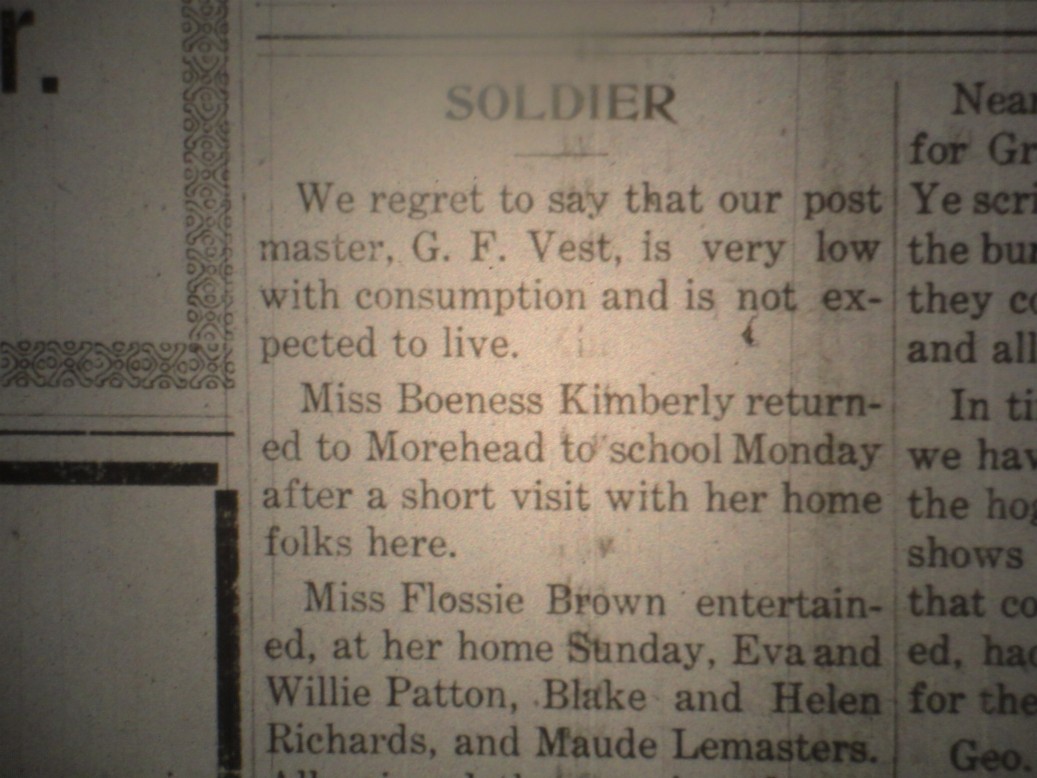 r.
SOLDIER
We regret to say that our post
master, G. F. Vest, is very low
with consumption and is not ex-
pected to live.
Miss Boeness Kimberly return-
ed to Morehead to school Monday
after a short visit with her home
folks here.
Miss Flossie Brown entertain-
ed, at her home Sunday, Eva and
Willie Patton, Blake and Helen
Richards, and Maude Lemasters.
Near
for Gr
Ye scri
the bur
they co
and all
In ti
we hav
the hog
shows
that co
ed, had
for the
Geo.